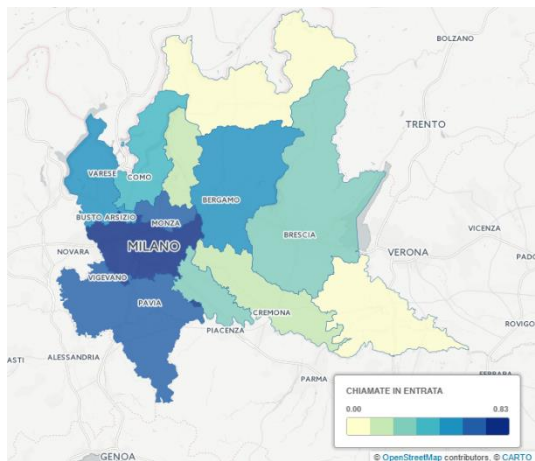 BOLZANO
TRENTO
VARESE
COMO
BERGAMO
BUSTO ARSIZIO
MONZA
BRESCIA
VICENZA
MILANO
NOVARA
VERONA
PADO
VIGEVANO
PAVIA
CREMONA
PIACENZA
ROVIGO
ASTI
ALESSANDRIA
PARMA
FERRARA
CHIAMATE IN ENTRATA
0.00 0.83
GENOA
© OpenStreetMap contributors, © CARTO